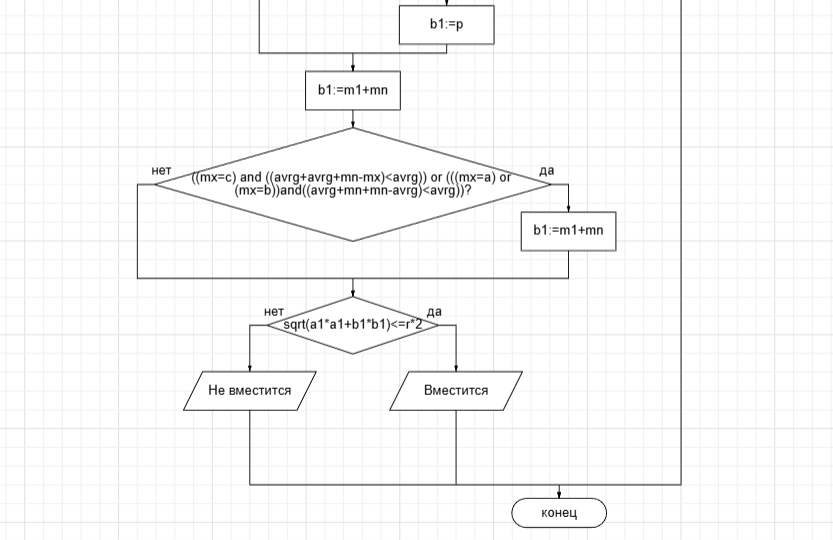 b1:=p
b1:=m1+mn
нет
да
((mx=c) and ((avrg+avrg+mn-mx)<avrg)) or (((mx=a) or
(mx=b))and((avrg+mn+mn-avrg)<avrg))?
b1:=m1+mn
нет
да
sqrt(a1*a1+b1*b1)<=r*2
Не вместится
Вместится
конец